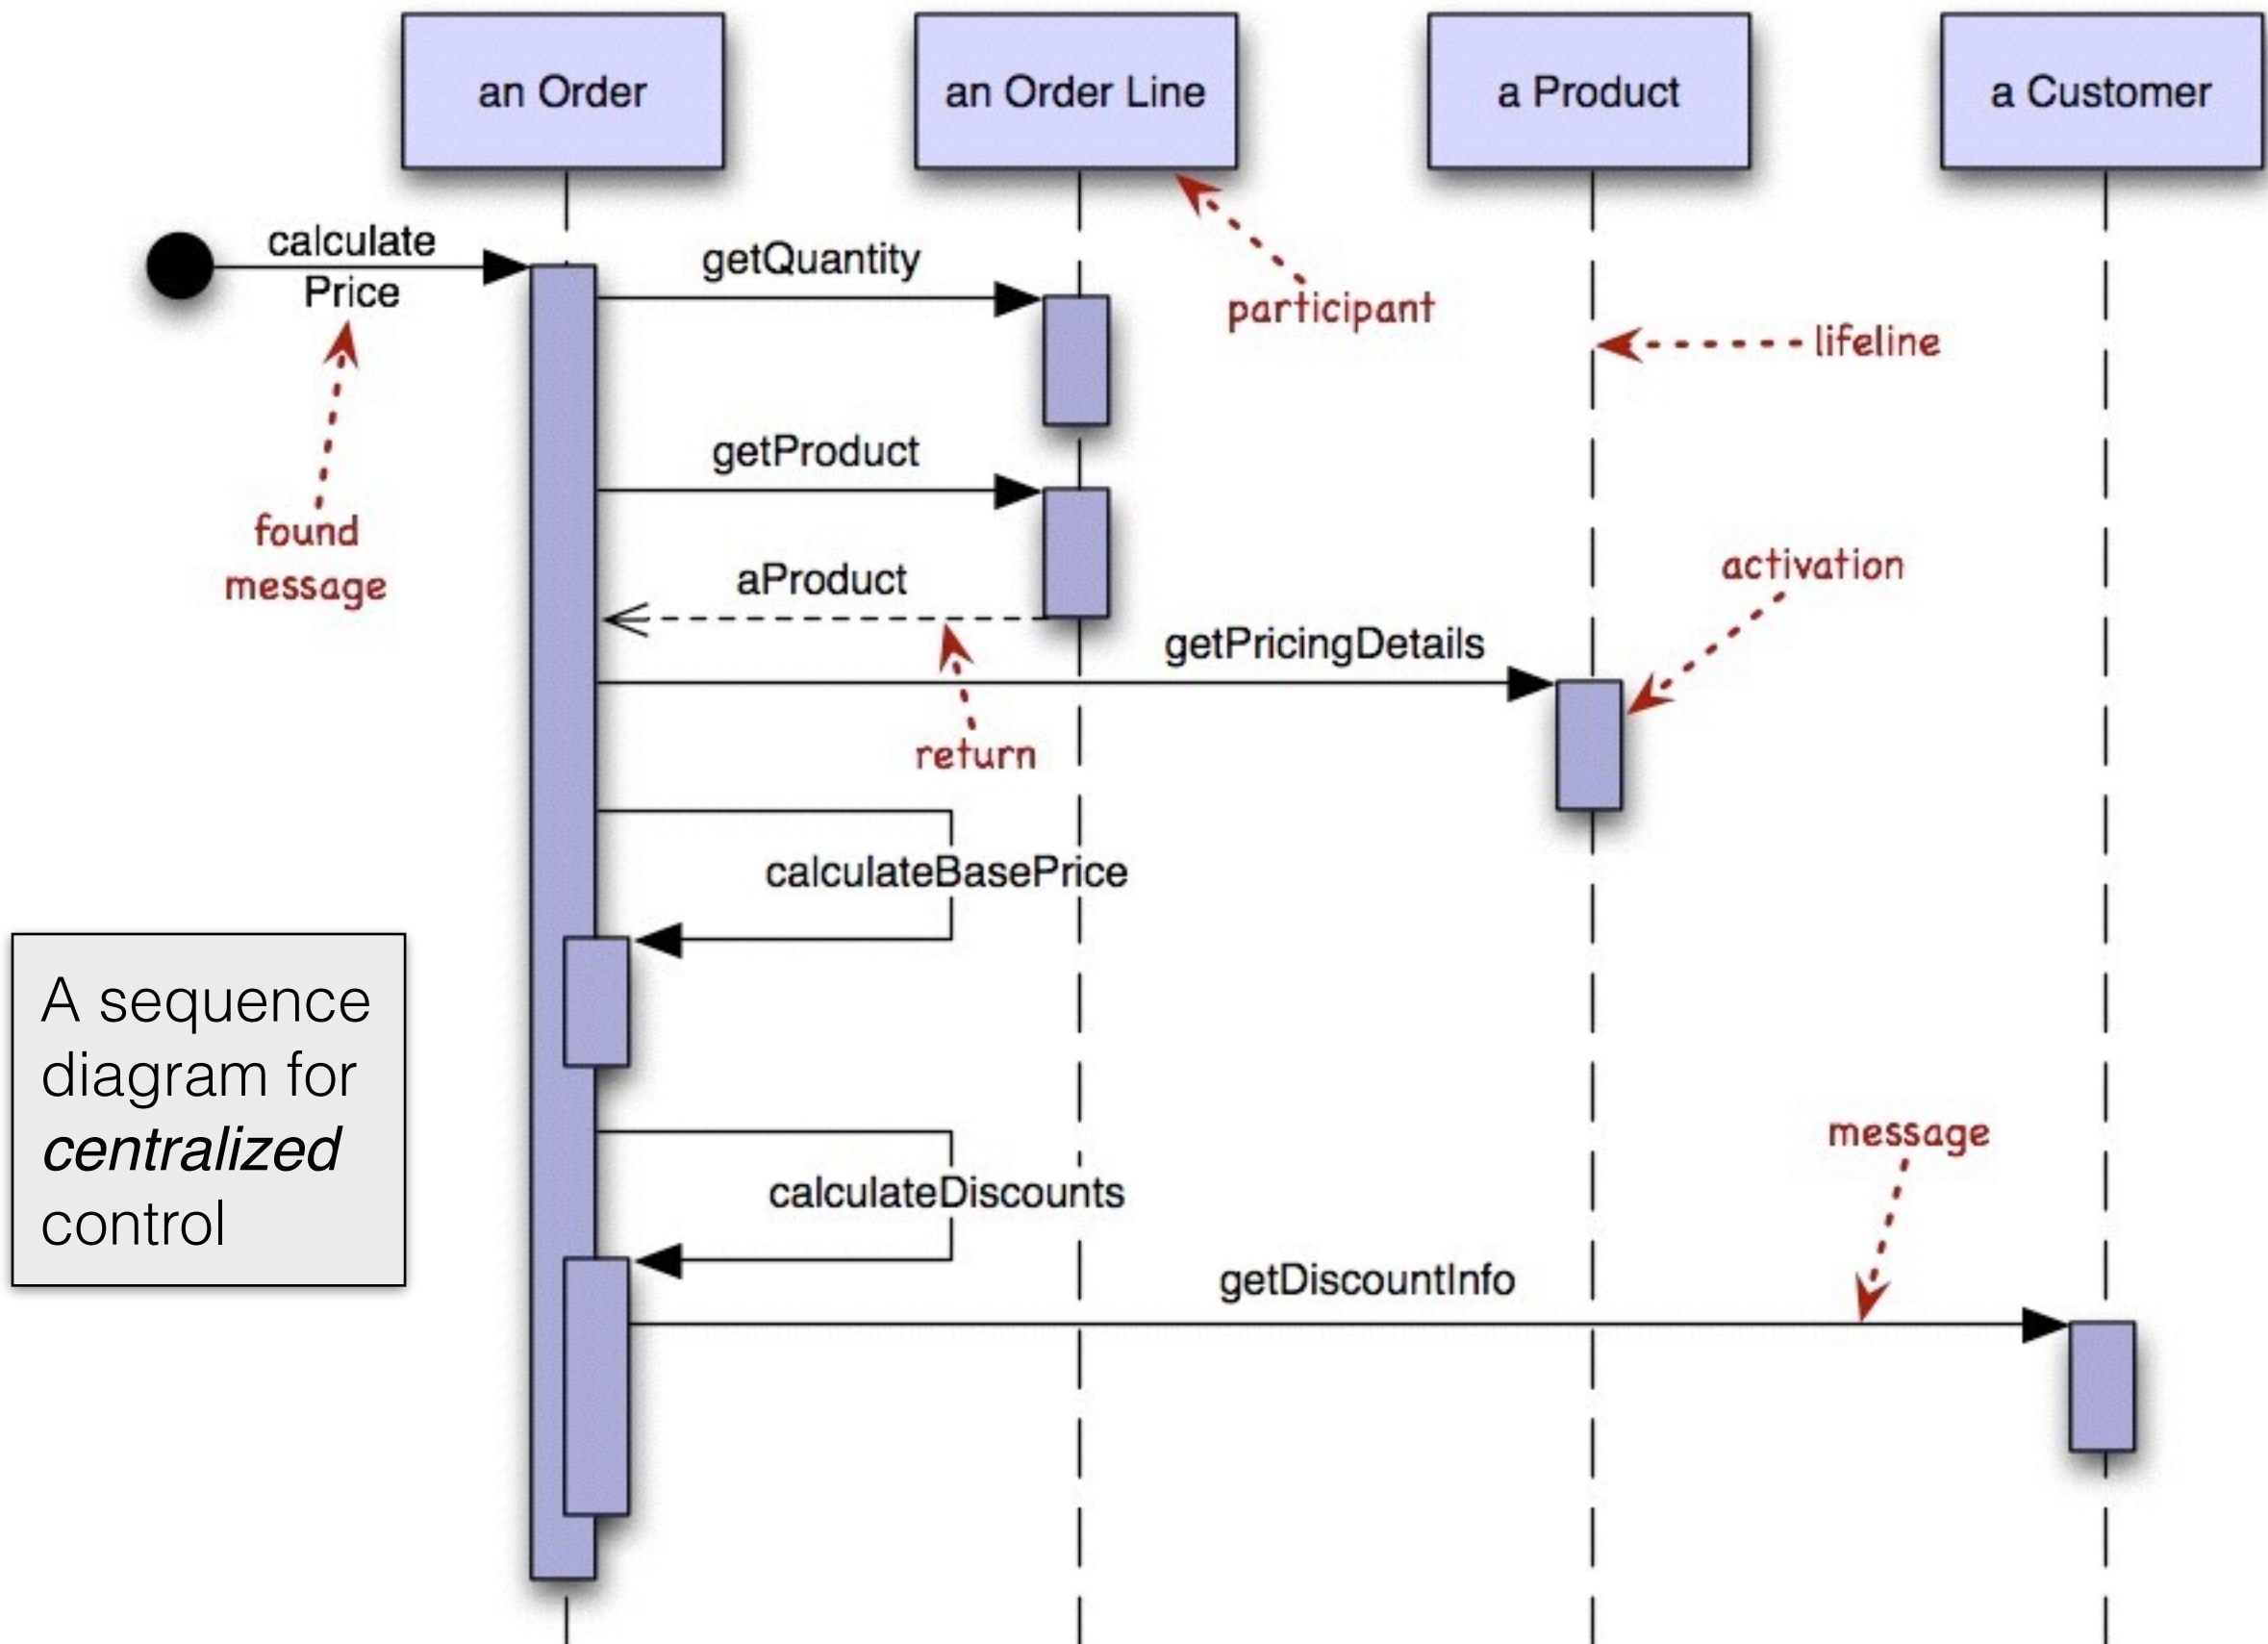 an Order
an Order Line
a Product
a Customer
calculate
Price
getQuantity
participant
lifeline
getProduct
found
message
aProduct
activation
getPricingDetails
return
calculateBasePrice
A sequence
diagram for
centralized
control
message
calculateDiscounts
getDiscountInfo